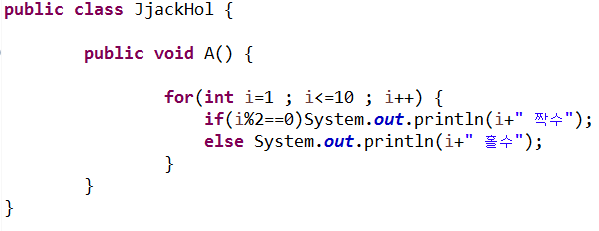 public class JjackHol {
public void A() {
for(int i=1 ; i<=10 ; i++) {
if(i%2==0)System.out.println(i+" 짝수");
else System.out.println(i+" 홀수");
}
}
}